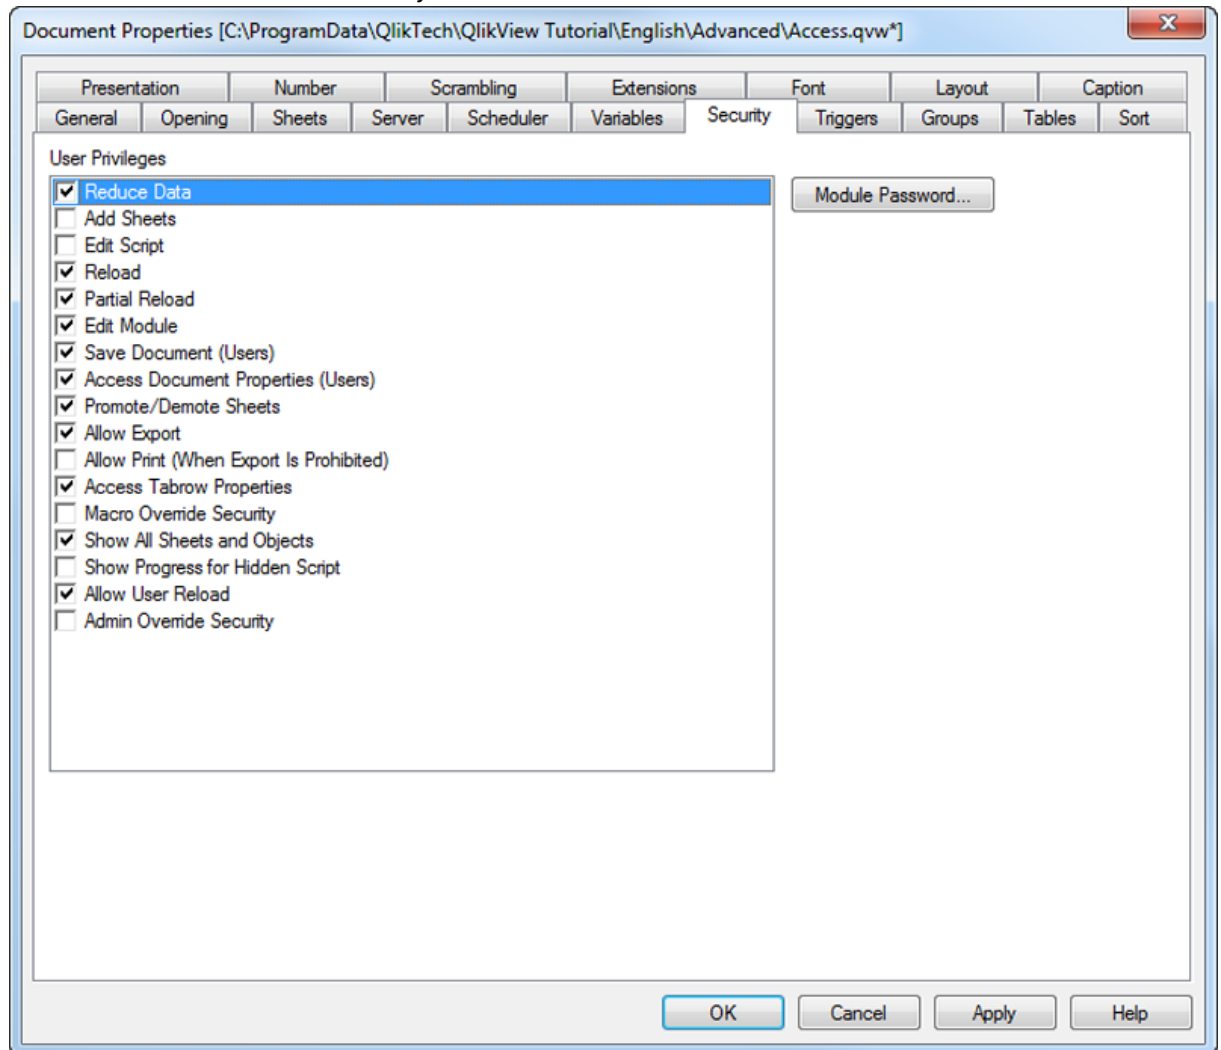 Document Properties [C:\ProgramData\QlikTech\QlikView Tutorial\English\Advanced\Access.qvw*]
Presentation Number Scrambling Extensions Font Layout Caption
General Opening Sheets Server Scheduler Variables Security Triggers Groups Tables Sort
User Privileges
Reduce Data
Module Password...
Add Sheets
Edit Script
Reload
Partial Reload
Edit Module
Save Document (Users)
Access Document Properties (Users)
Promote/Demote Sheets
Allow Export
Allow Print (When Export Is Prohibited)
Access Tabrow Properties
Macro Override Security
Show All Sheets and Objects
Show Progress for Hidden Script
Allow User Reload
Admin Override Security
OK Cancel Apply Help